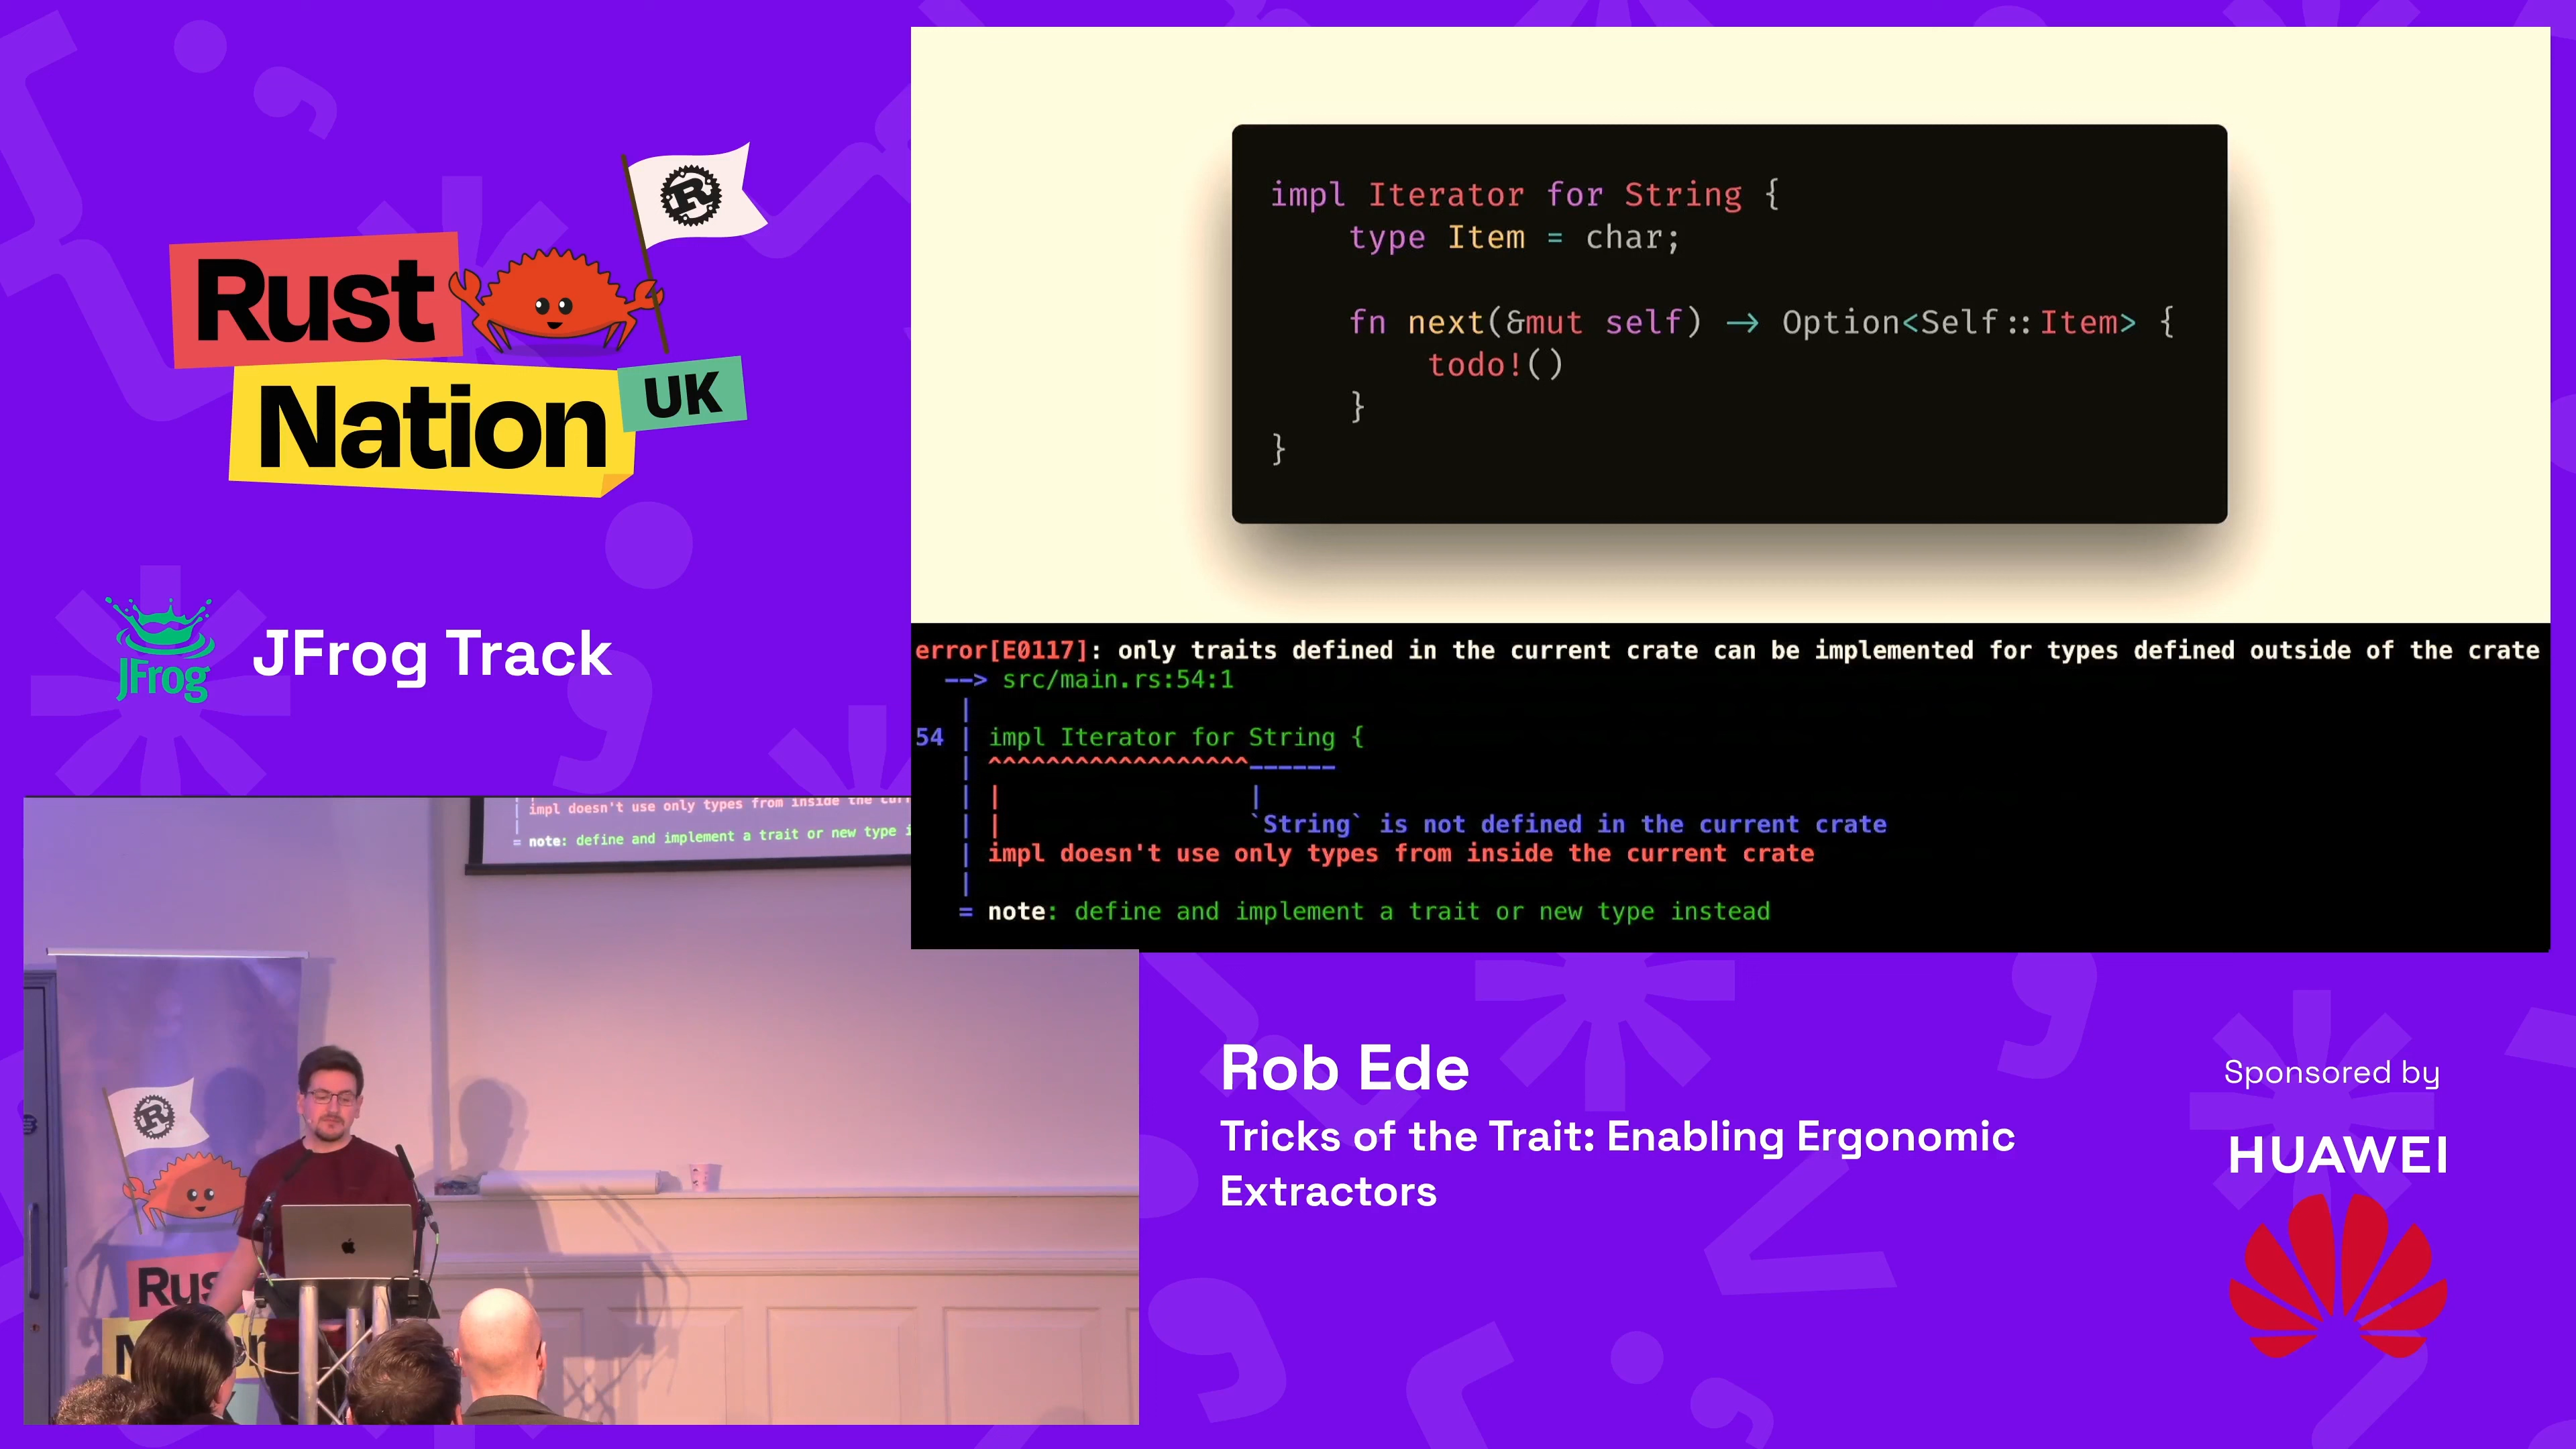 Rust
Nation
UK
JFrog
JFrog Track
impl Iterator for String {
    type Item = char;
    fn next(&mut self) → Option<Self::Item> {
        todo!()
    }
}
error[E0117]: only traits defined in the current crate can be implemented for types defined outside of the crate
  --> src/main.rs:54:1
   |
54 | impl Iterator for String {
   | ^^^^^^^^^^^^^^^^^^------
   | |                 |
   | |                 `String` is not defined in the current crate
   | impl doesn't use only types from inside the current crate
   |
   = note: define and implement a trait or new type instead
| impl doesn't use only types from inside the curr
|
= note: define and implement a trait or new type i
R
Rus
Rob Ede
Tricks of the Trait: Enabling Ergonomic
Extractors
Sponsored by
HUAWEI